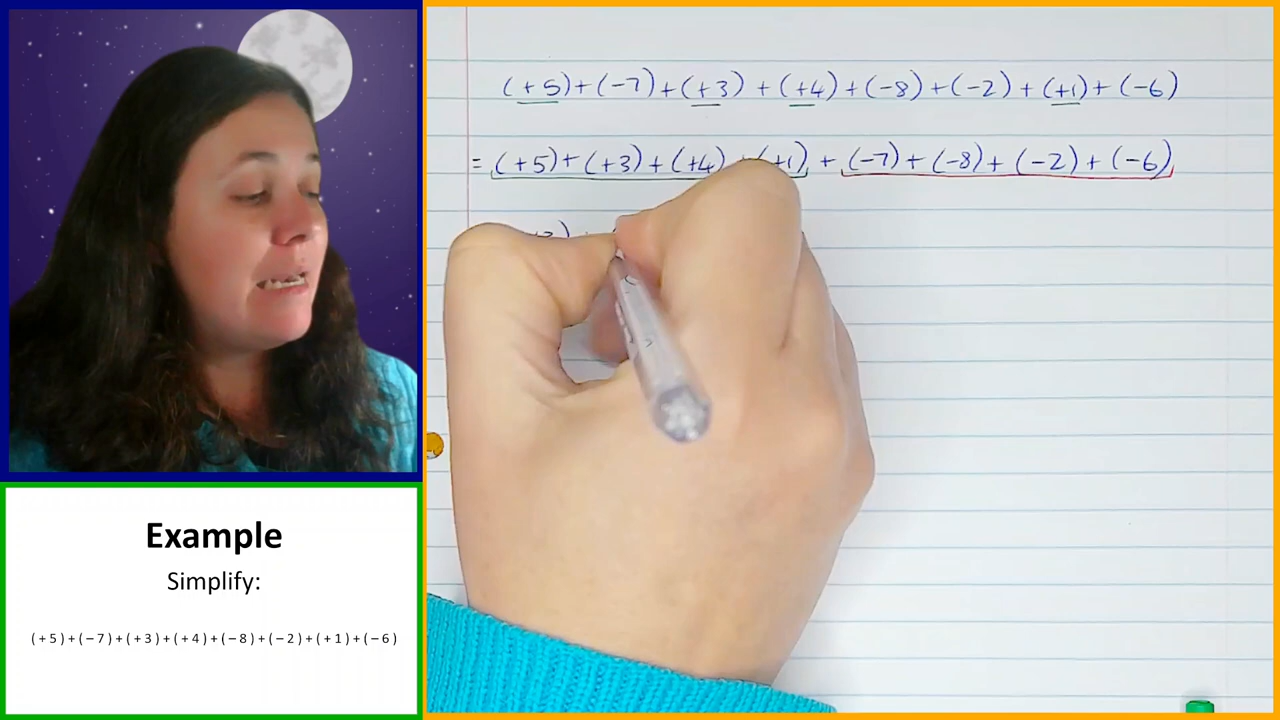 (+5)+(-7)+(+3)+(+4)+(-8)+(-2)+(+1)+(-6)
= (+5)+(+3)+(+4) +1)+(-7)+(-8)+(-2)+(-6)
Example
Simplify:
(+5)+(−7)+(+3)+(+4)+(−8)+(−2)+(+1)+(−6)